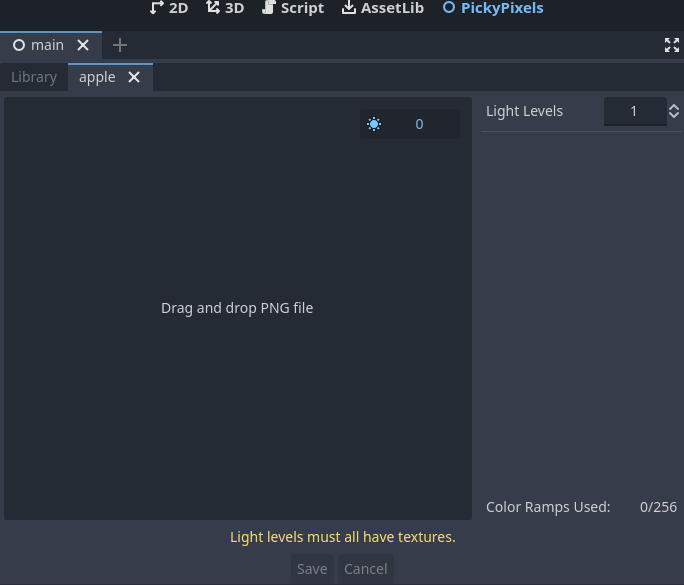 2D 3D Script AssetLib PickyPixels
main
Library apple
0
Light Levels 1
Drag and drop PNG file
Color Ramps Used: 0/256
Light levels must all have textures.
Save Cancel